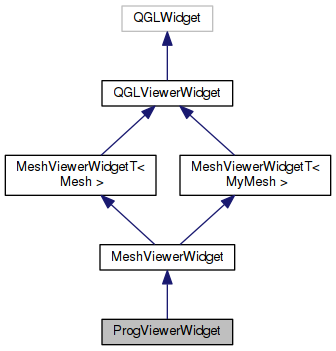 QGLWidget
QGLViewerWidget
MeshViewerWidgetT<
Mesh >
MeshViewerWidgetT<
MyMesh >
MeshViewerWidget
ProgViewerWidget